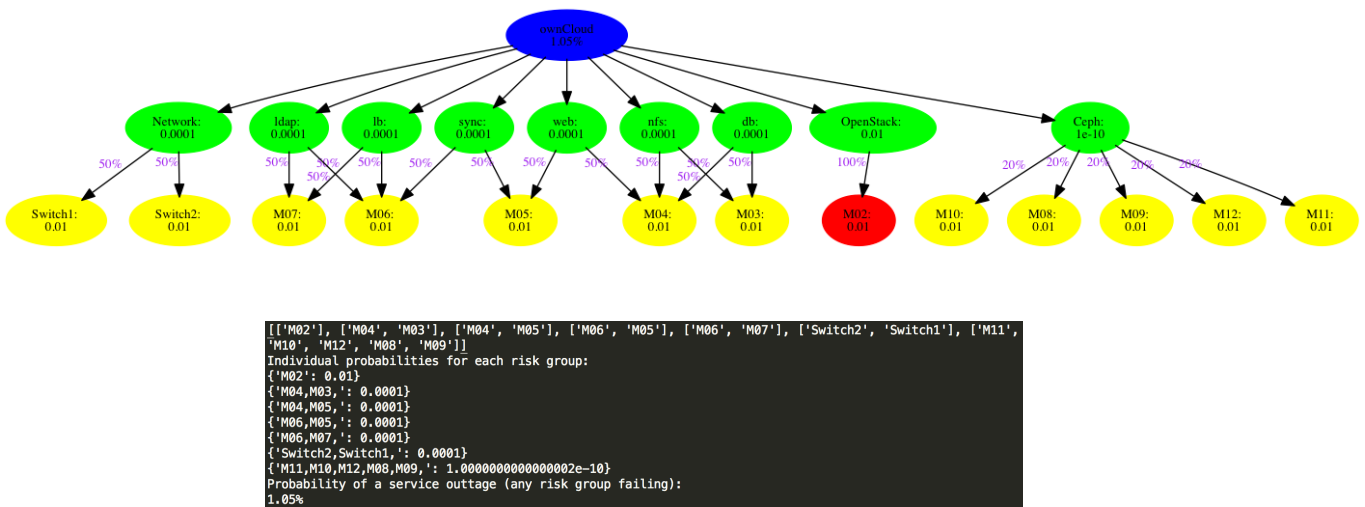 ownCloud
1.05%
Network:
0.0001
ldap:
0.0001
lb:
0.0001
sync:
0.0001
web:
0.0001
nfs:
0.0001
db:
0.0001
OpenStack:
0.01
Ceph:
1e-10
50%
50%
50%
50%
50%
50%
50%
50%
50%
50%
50%
50%
50%
50%
100%
20%
20%
20%
20%
20%
Switch1:
0.01
Switch2:
0.01
M07:
0.01
M06:
0.01
M05:
0.01
M04:
0.01
M03:
0.01
M02:
0.01
M10:
0.01
M08:
0.01
M09:
0.01
M12:
0.01
M11:
0.01
[['M02'], ['M04', 'M03'], ['M04', 'M05'], ['M06', 'M05'], ['M06', 'M07'], ['Switch2', 'Switch1'], ['M11',
'M10', 'M12', 'M08', 'M09']]
Individual probabilities for each risk group:
{'M02': 0.01}
{'M04,M03,': 0.0001}
{'M04,M05,': 0.0001}
{'M06,M05,': 0.0001}
{'M06,M07,': 0.0001}
{'Switch2,Switch1,': 0.0001}
{'M11,M10,M12,M08,M09,': 1.0000000000000002e-10}
Probability of a service outtage (any risk group failing):
1.05%